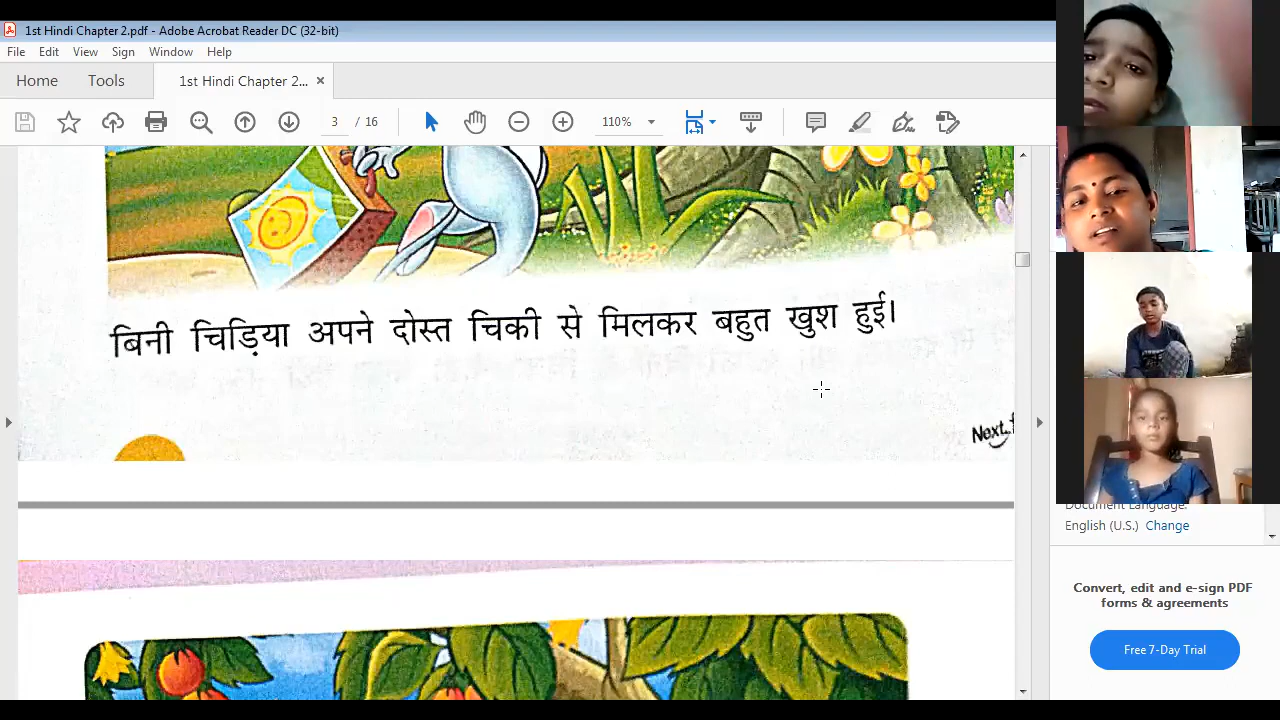 1st Hindi Chapter 2.pdf - Adobe Acrobat Reader DC (32-bit)
File Edit View Sign Window Help
Home Tools 1st Hindi Chapter 2... ×
3 / 16 110%
बिनी चिड़िया अपने दोस्त चिकी से मिलकर बहुत खुश हुई।
Next
Document Language:
English (U.S.) Change
Convert, edit and e-sign PDF
forms & agreements
Free 7-Day Trial